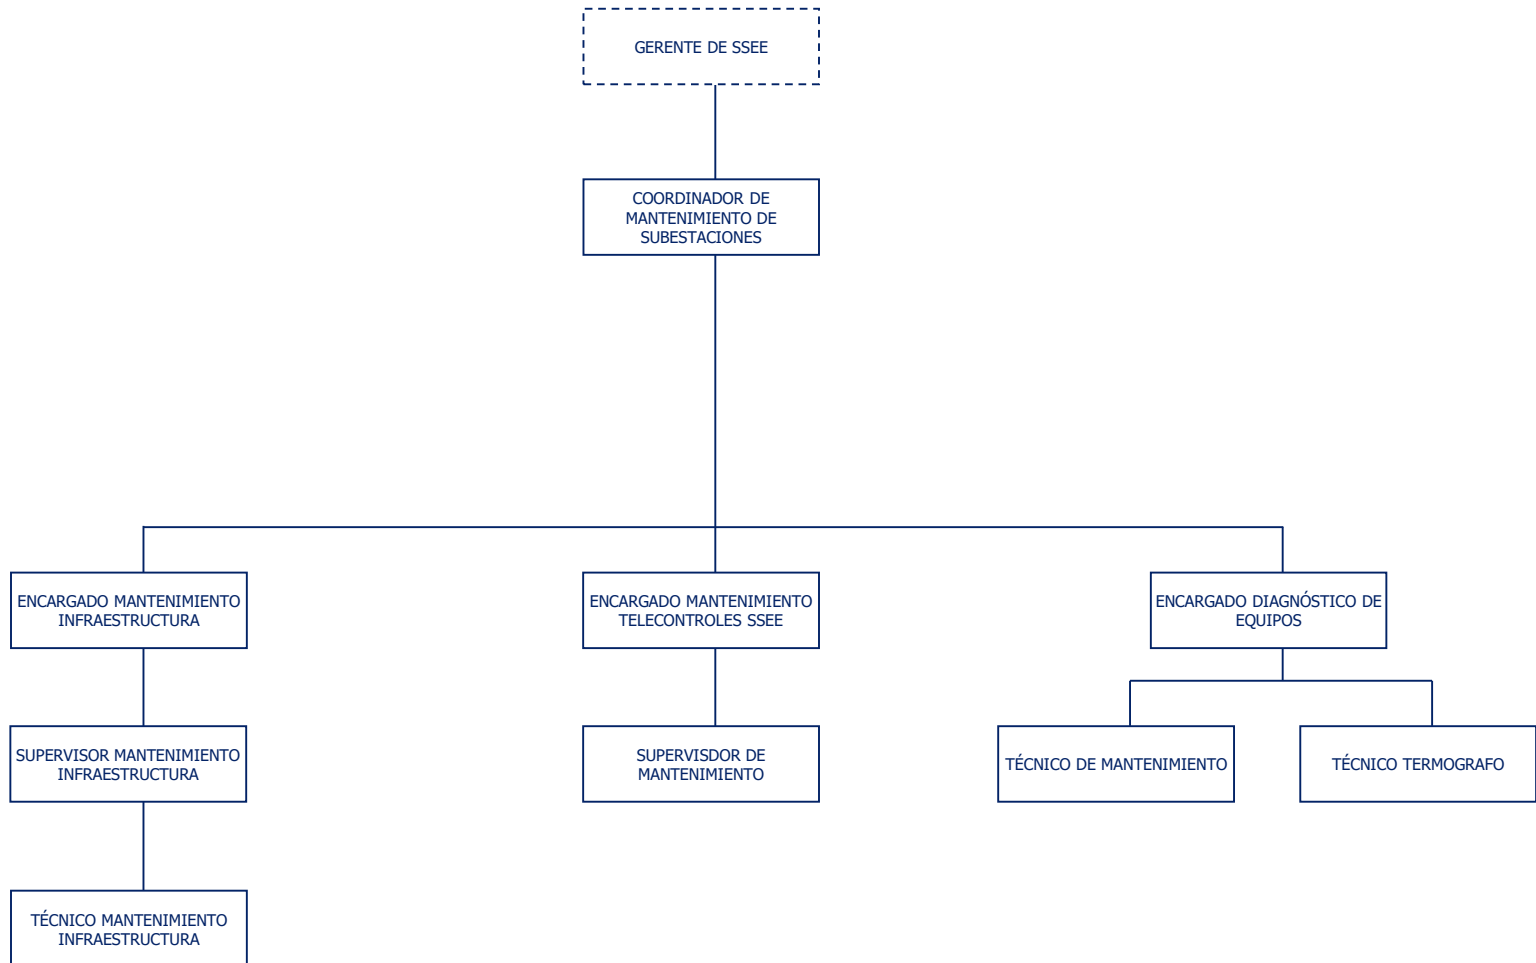 GERENTE DE SSEE
COORDINADOR DE
MANTENIMIENTO DE
SUBESTACIONES
ENCARGADO MANTENIMIENTO
INFRAESTRUCTURA
ENCARGADO MANTENIMIENTO
TELECONTROLES SSEE
ENCARGADO DIAGNÓSTICO DE
EQUIPOS
SUPERVISOR MANTENIMIENTO
INFRAESTRUCTURA
SUPERVISDOR DE
MANTENIMIENTO
TÉCNICO DE MANTENIMIENTO
TÉCNICO TERMOGRAFO
TÉCNICO MANTENIMIENTO
INFRAESTRUCTURA